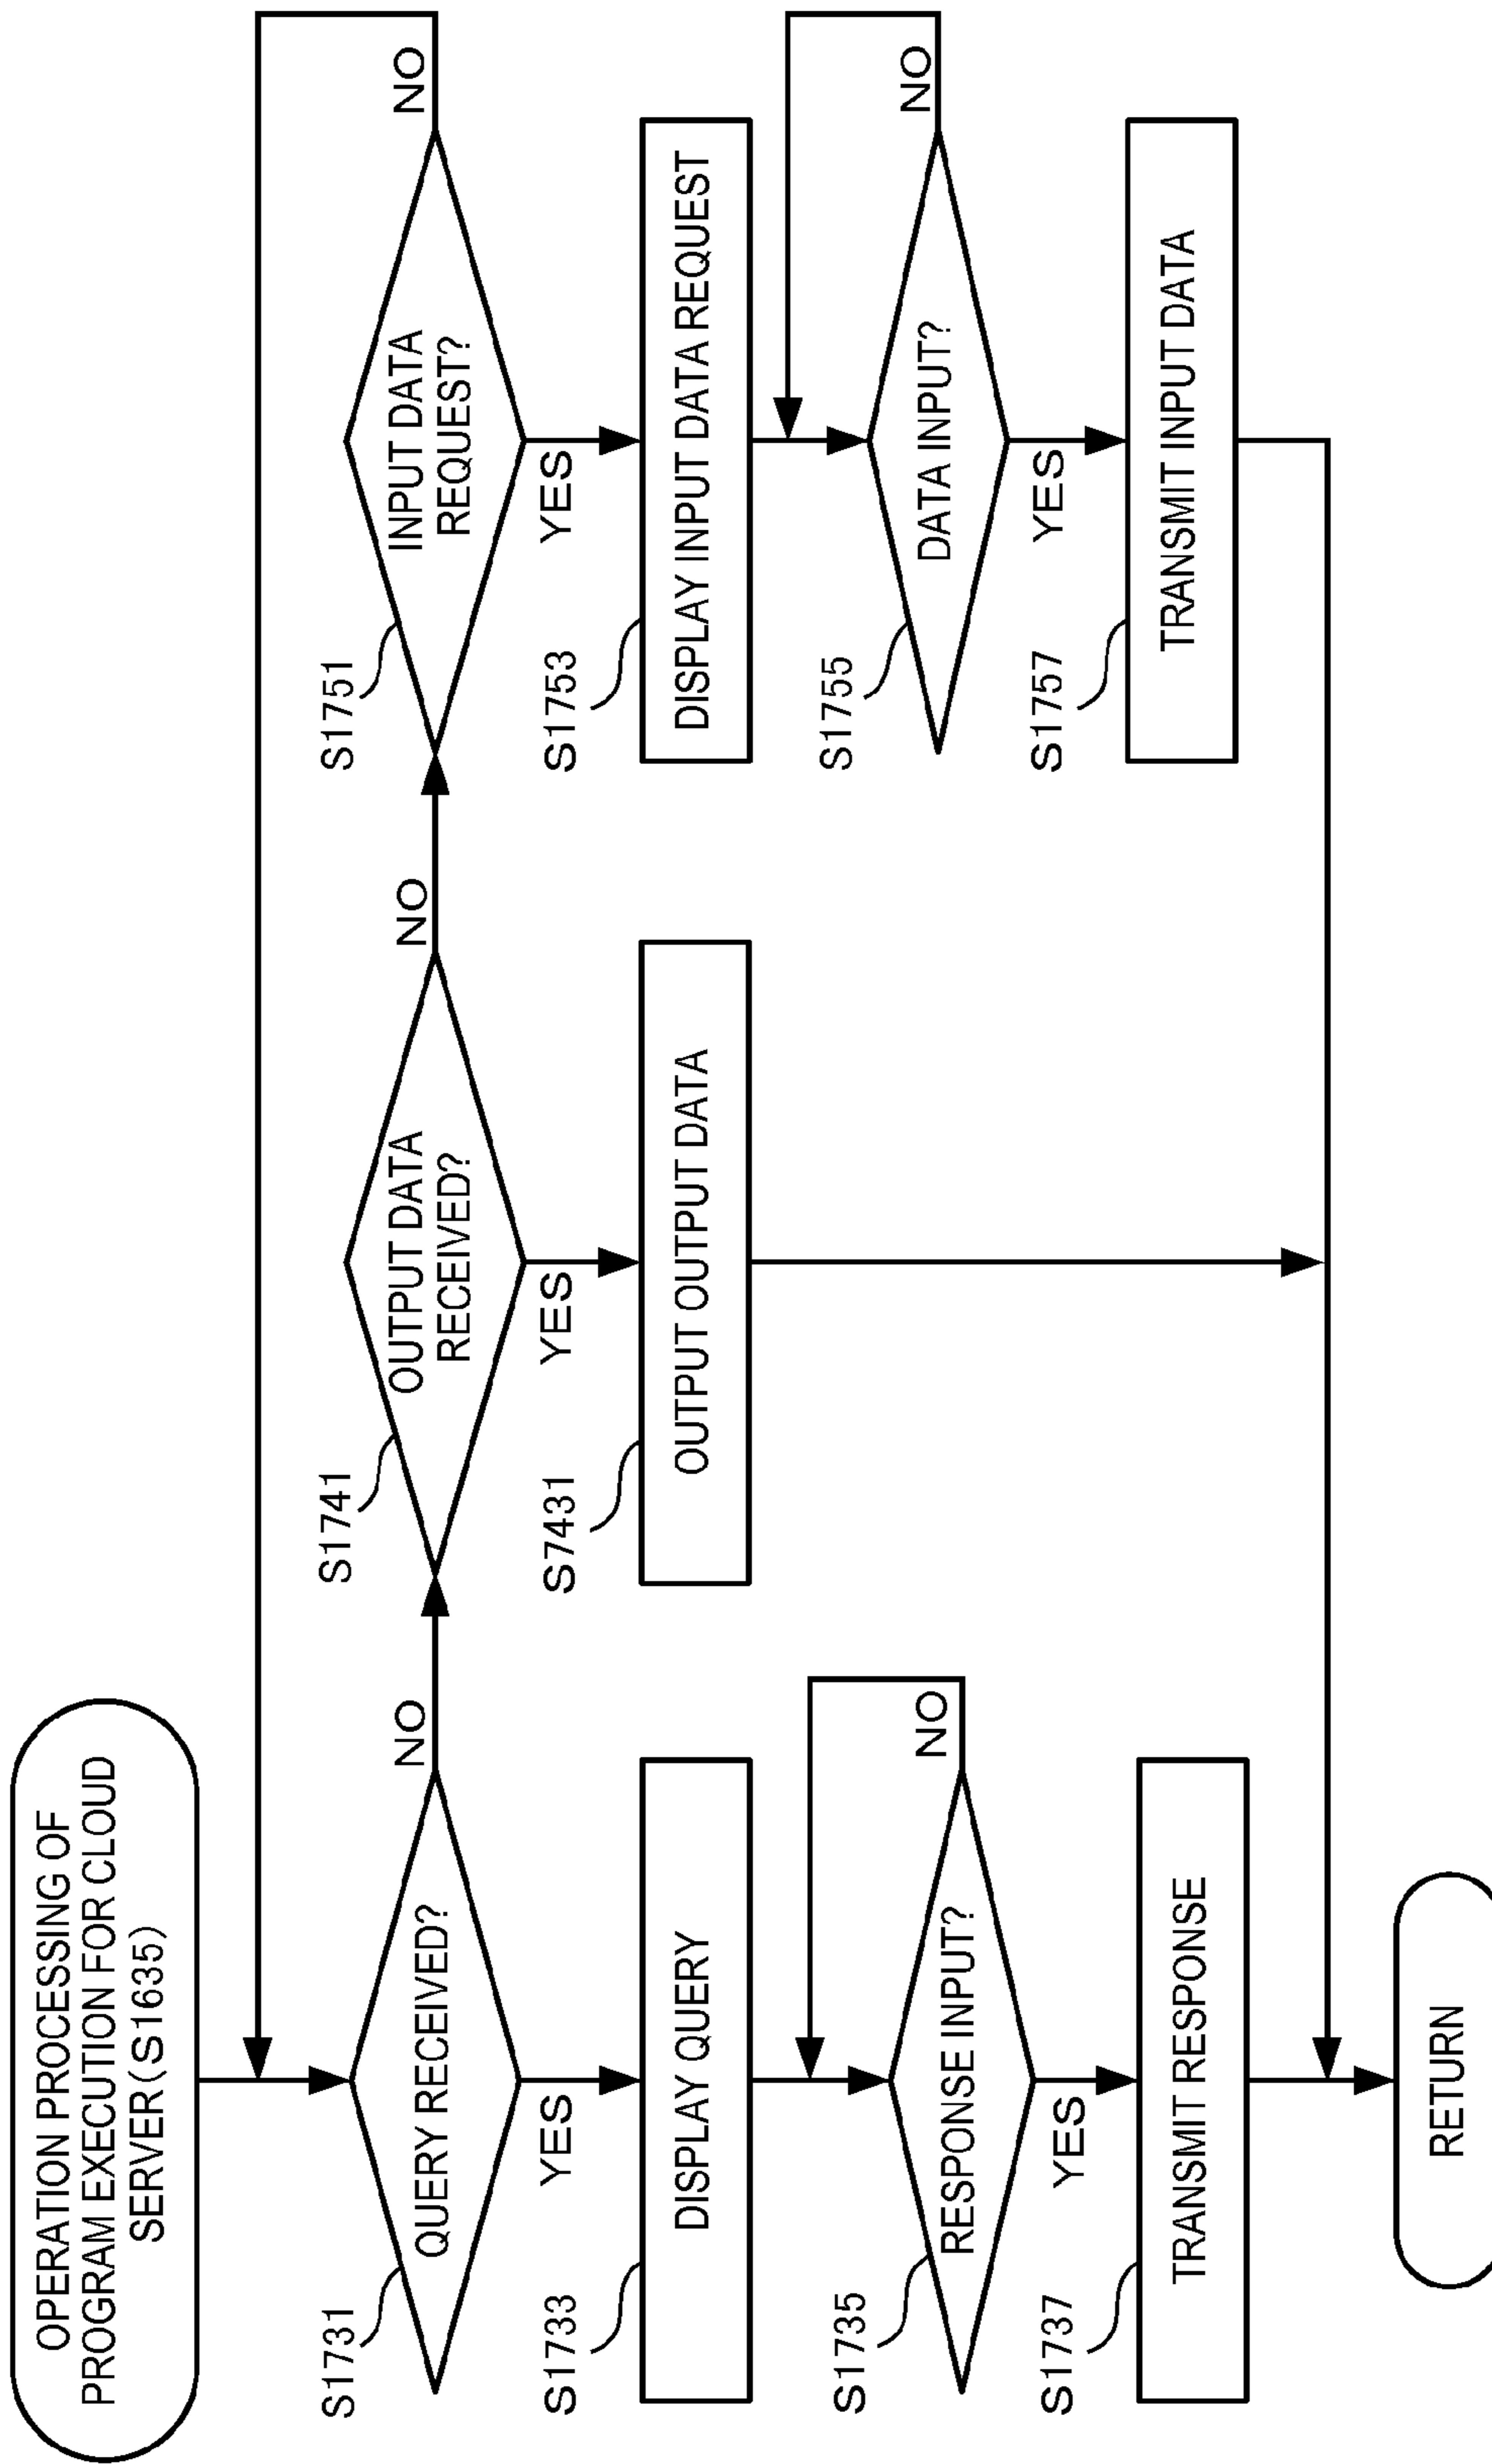 OPERATION PROCESSING OF
PROGRAM EXECUTION FOR CLOUD
SERVER(S1635)
S1731
QUERY RECEIVED?
NO
YES
S1733
DISPLAY QUERY
S1735
RESPONSE INPUT?
NO
YES
S1737
TRANSMIT RESPONSE
RETURN
S1741
OUTPUT DATA
RECEIVED?
NO
YES
S7431
OUTPUT OUTPUT DATA
S1751
INPUT DATA
REQUEST?
NO
YES
S1753
DISPLAY INPUT DATA REQUEST
S1755
DATA INPUT?
NO
YES
S1757
TRANSMIT INPUT DATA